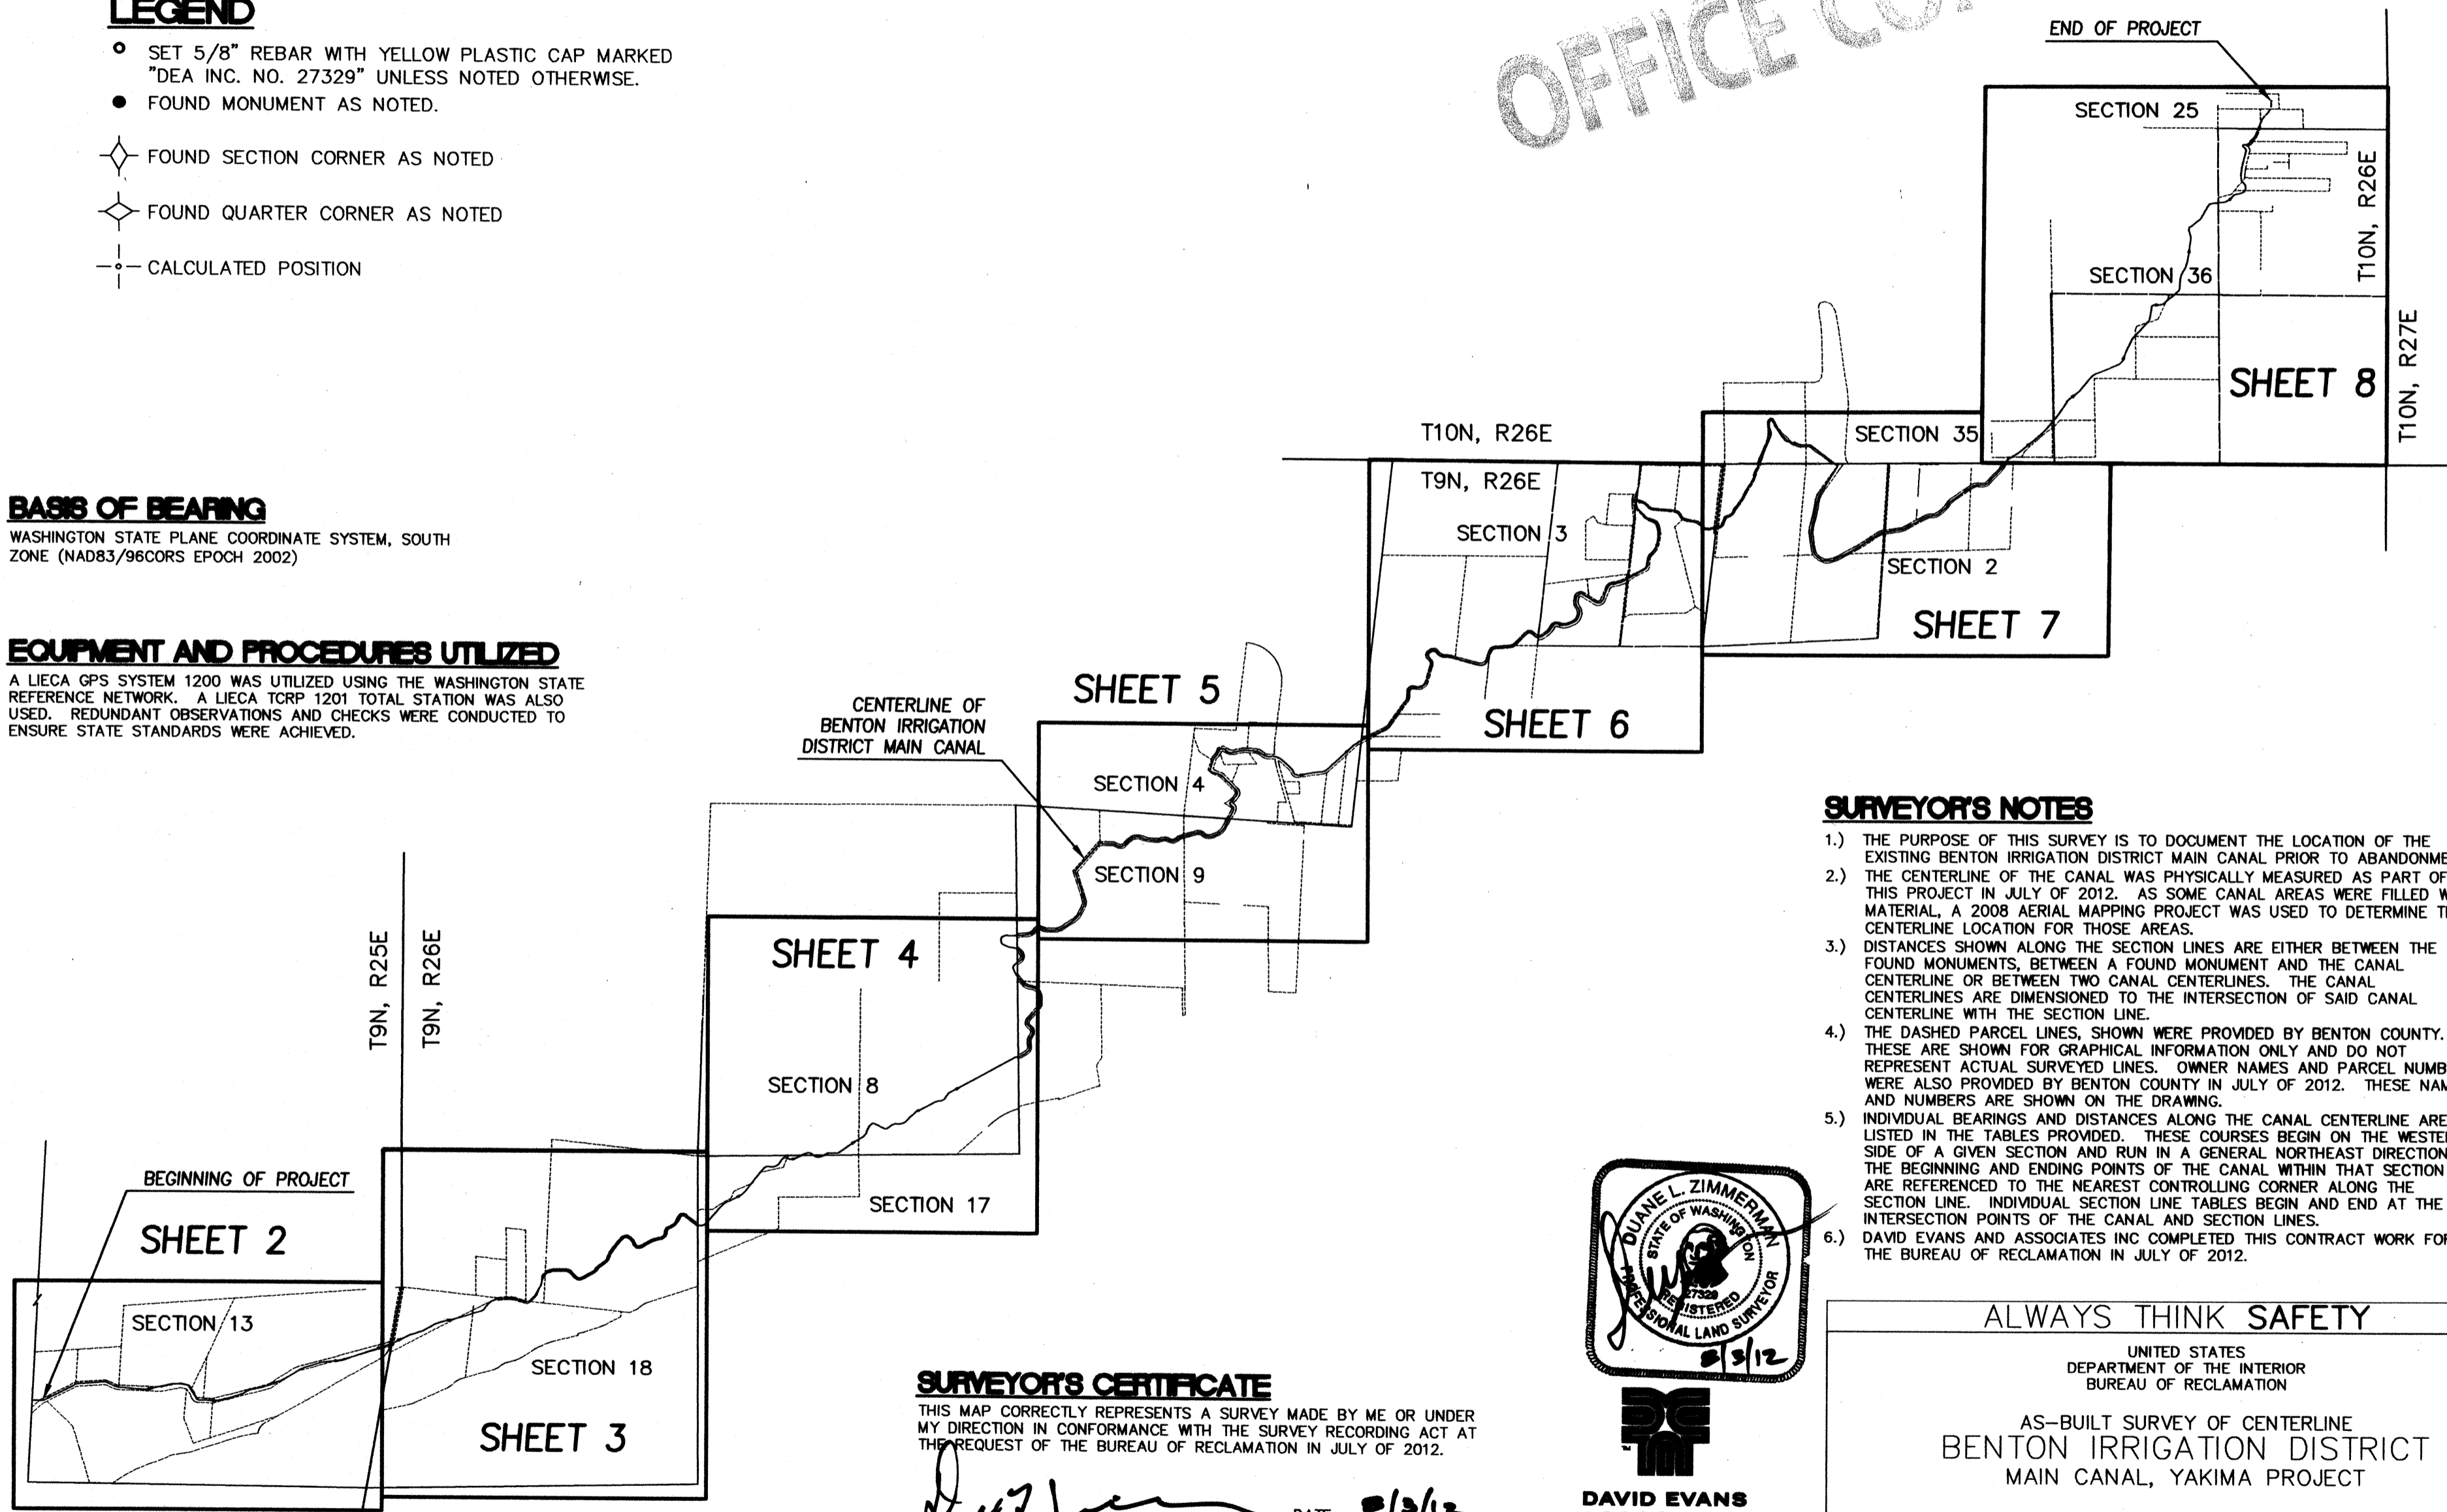 LEGEND
SET 5/8" REBAR WITH YELLOW PLASTIC CAP MARKED
"DEA INC. NO. 27329" UNLESS NOTED OTHERWISE.
FOUND MONUMENT AS NOTED.
FOUND SECTION CORNER AS NOTED
FOUND QUARTER CORNER AS NOTED
CALCULATED POSITION
OFFICE
END OF PROJECT
SECTION 25
T10N, R26E
SECTION 36
T10N, R27E
SHEET 8
T10N, R26E
SECTION 35
T9N, R26E
SECTION 3
SECTION 2
SHEET 7
SHEET 6
BASIS OF BEARING
WASHINGTON STATE PLANE COORDINATE SYSTEM, SOUTH
ZONE (NAD83/96CORS EPOCH 2002)
EQUIPMENT AND PROCEDURES UTILIZED
A LIECA GPS SYSTEM 1200 WAS UTILIZED USING THE WASHINGTON STATE
REFERENCE NETWORK. A LIECA TCRP 1201 TOTAL STATION WAS ALSO
USED. REDUNDANT OBSERVATIONS AND CHECKS WERE CONDUCTED TO
ENSURE STATE STANDARDS WERE ACHIEVED.
SHEET 5
CENTERLINE OF
BENTON IRRIGATION
DISTRICT MAIN CANAL
SECTION 4
SECTION 9
T9N, R25E
T9N, R26E
SHEET 4
SECTION 8
SECTION 17
BEGINNING OF PROJECT
SHEET 2
SECTION 13
SECTION 18
SHEET 3
SURVEYOR'S NOTES
1.) THE PURPOSE OF THIS SURVEY IS TO DOCUMENT THE LOCATION OF THE
EXISTING BENTON IRRIGATION DISTRICT MAIN CANAL PRIOR TO ABANDONME
2.) THE CENTERLINE OF THE CANAL WAS PHYSICALLY MEASURED AS PART OF
THIS PROJECT IN JULY OF 2012. AS SOME CANAL AREAS WERE FILLED W
MATERIAL, A 2008 AERIAL MAPPING PROJECT WAS USED TO DETERMINE T
CENTERLINE LOCATION FOR THOSE AREAS.
3.) DISTANCES SHOWN ALONG THE SECTION LINES ARE EITHER BETWEEN THE
FOUND MONUMENTS, BETWEEN A FOUND MONUMENT AND THE CANAL
CENTERLINE OR BETWEEN TWO CANAL CENTERLINES. THE CANAL
CENTERLINES ARE DIMENSIONED TO THE INTERSECTION OF SAID CANAL
CENTERLINE WITH THE SECTION LINE.
4.) THE DASHED PARCEL LINES, SHOWN WERE PROVIDED BY BENTON COUNTY.
THESE ARE SHOWN FOR GRAPHICAL INFORMATION ONLY AND DO NOT
REPRESENT ACTUAL SURVEYED LINES. OWNER NAMES AND PARCEL NUMB
WERE ALSO PROVIDED BY BENTON COUNTY IN JULY OF 2012. THESE NAM
AND NUMBERS ARE SHOWN ON THE DRAWING.
5.) INDIVIDUAL BEARINGS AND DISTANCES ALONG THE CANAL CENTERLINE ARE
LISTED IN THE TABLES PROVIDED. THESE COURSES BEGIN ON THE WESTE
SIDE OF A GIVEN SECTION AND RUN IN A GENERAL NORTHEAST DIRECTION
THE BEGINNING AND ENDING POINTS OF THE CANAL WITHIN THAT SECTION
ARE REFERENCED TO THE NEAREST CONTROLLING CORNER ALONG THE
SECTION LINE. INDIVIDUAL SECTION LINE TABLES BEGIN AND END AT THE
INTERSECTION POINTS OF THE CANAL AND SECTION LINES.
6.) DAVID EVANS AND ASSOCIATES INC COMPLETED THIS CONTRACT WORK FOR
THE BUREAU OF RECLAMATION IN JULY OF 2012.
DUANE L. ZIMMERMAN
STATE OF WASHINGTON
27329
REGISTERED
PROFESSIONAL LAND SURVEYOR
8/3/12
SURVEYOR'S CERTIFICATE
THIS MAP CORRECTLY REPRESENTS A SURVEY MADE BY ME OR UNDER
MY DIRECTION IN CONFORMANCE WITH THE SURVEY RECORDING ACT AT
THE REQUEST OF THE BUREAU OF RECLAMATION IN JULY OF 2012.
DATE 8/3/12
DAVID EVANS
ALWAYS THINK SAFETY
UNITED STATES
DEPARTMENT OF THE INTERIOR
BUREAU OF RECLAMATION
AS-BUILT SURVEY OF CENTERLINE
BENTON IRRIGATION DISTRICT
MAIN CANAL, YAKIMA PROJECT